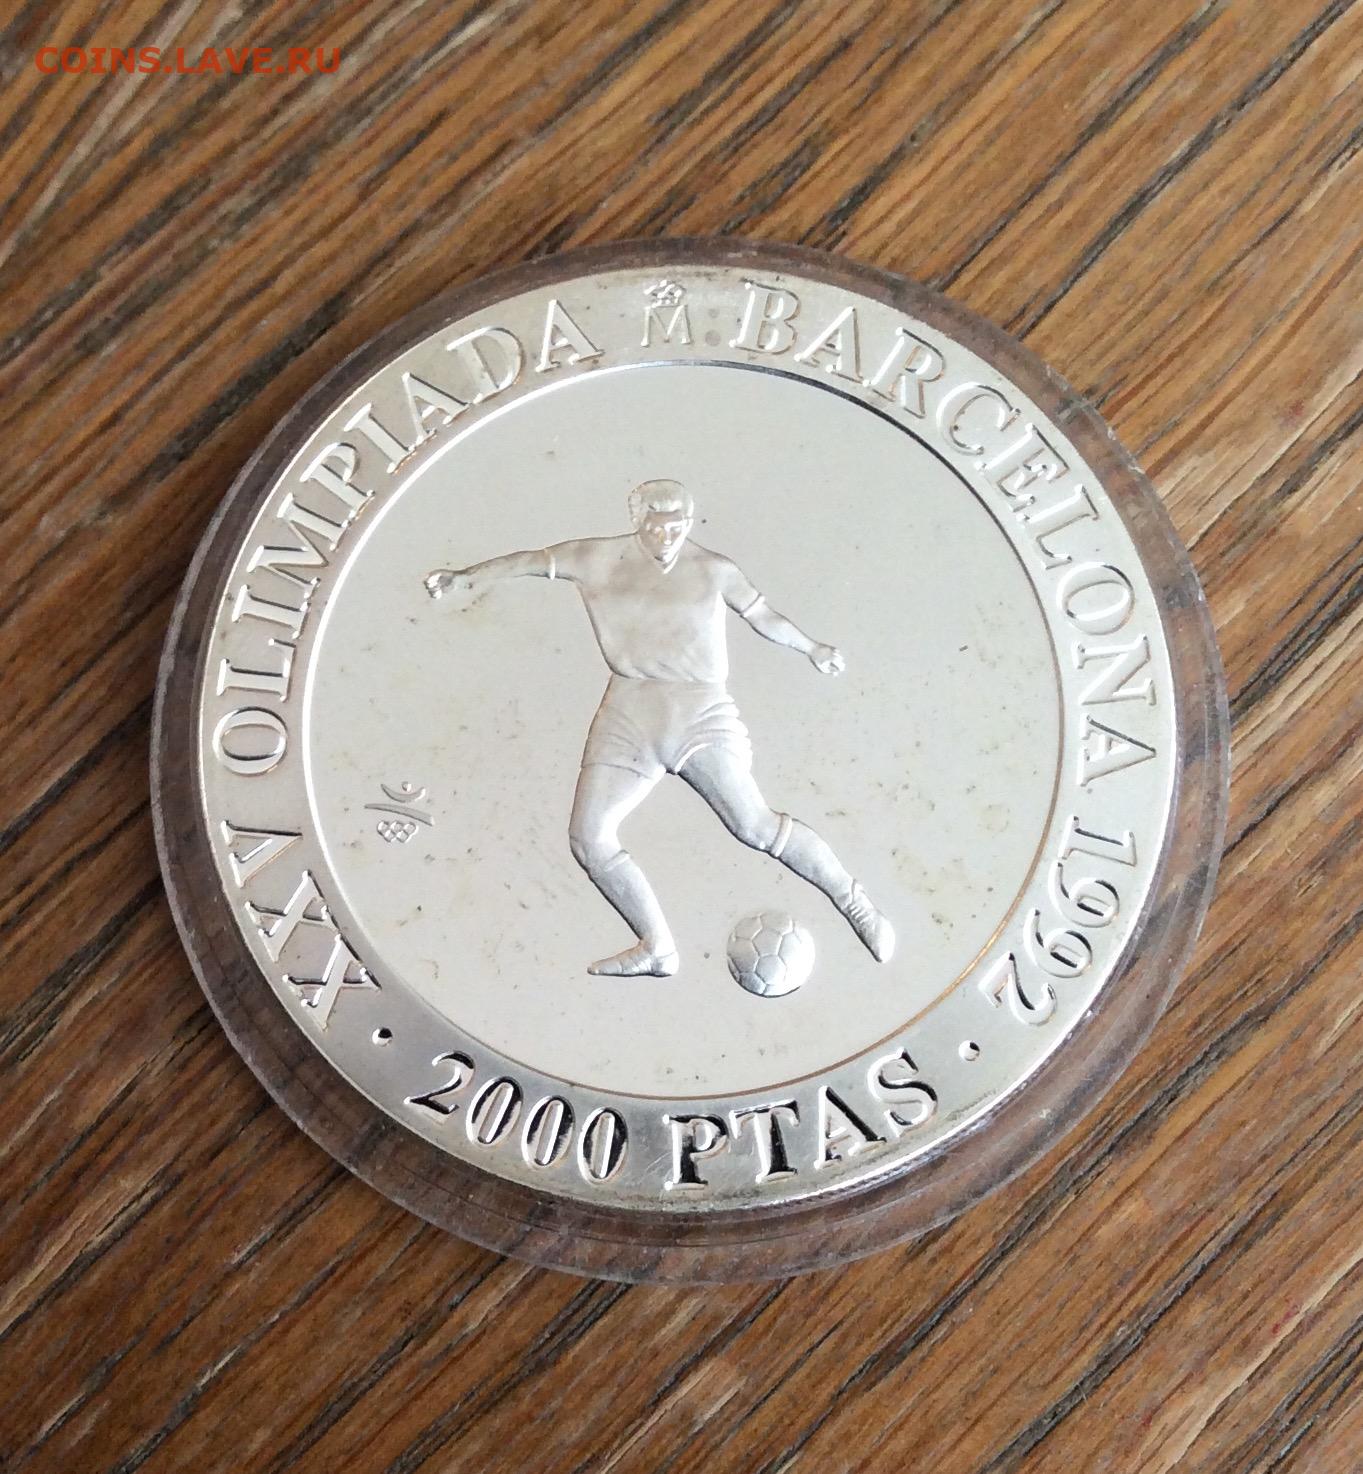 COINS.LAVE.RU
XXV OLIMPIADA M BARCELONA 1992
· 2000 PTAS ·